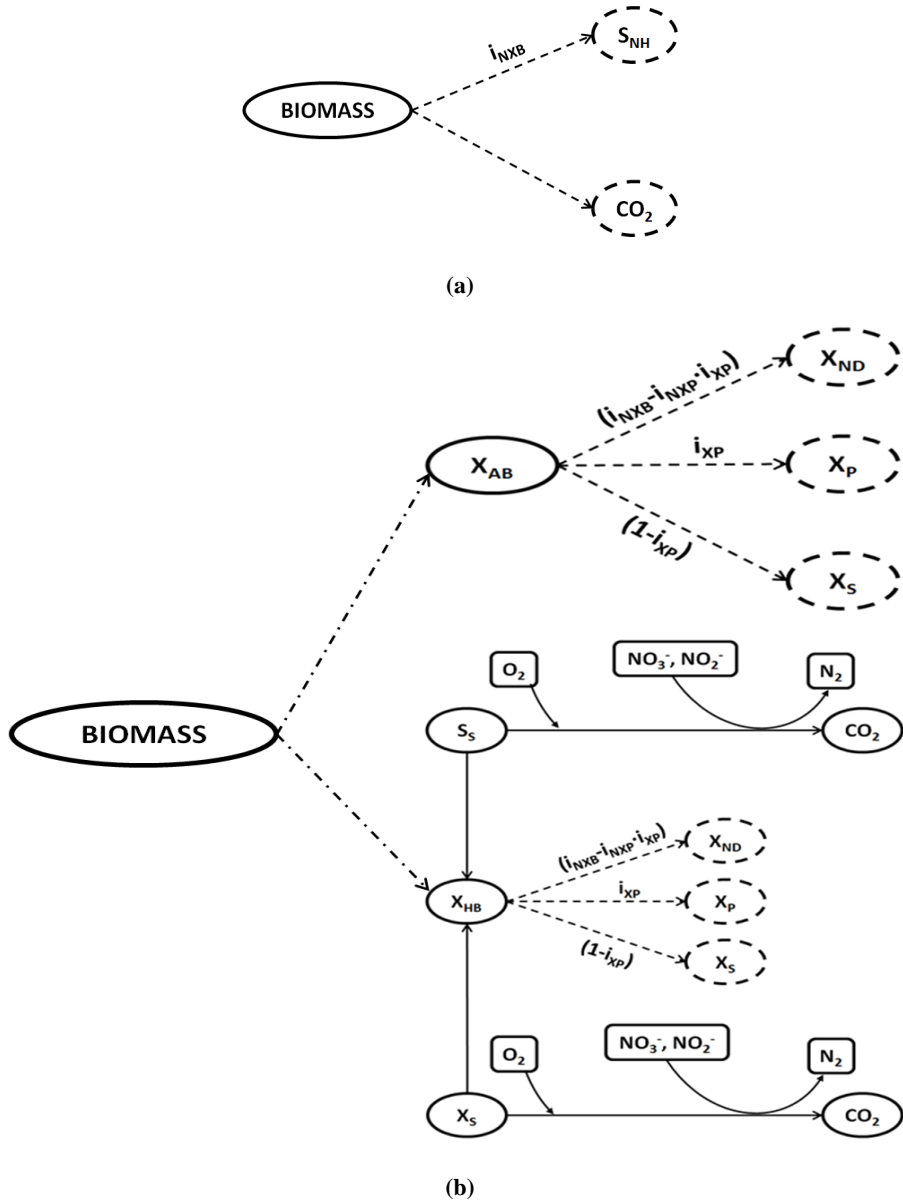 i_NXB
S_NH
BIOMASS
CO₂
(a)
(i_NXB-i_NXP·i_XP)
X_ND
X_AB
i_XP
X_P
(1-i_XP)
X_S
O₂
NO₃⁻, NO₂⁻
N₂
BIOMASS
S_S
CO₂
(i_NXB-i_NXP·i_XP)
X_ND
X_HB
i_XP
X_P
(1-i_XP)
X_S
O₂
NO₃⁻, NO₂⁻
N₂
X_S
CO₂
(b)